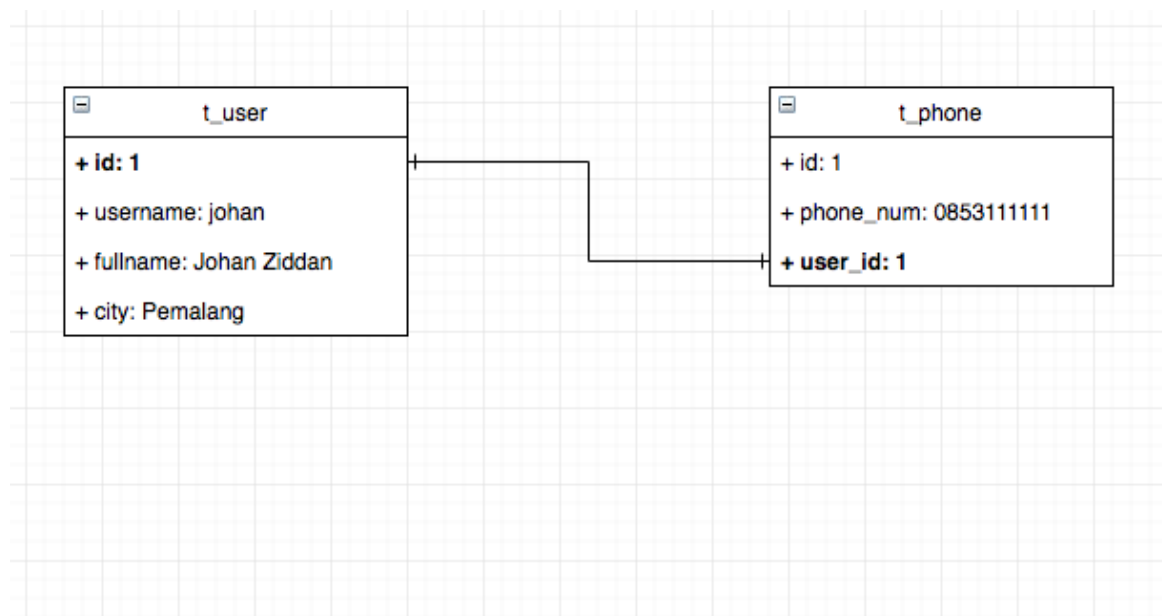 t_user
+ id: 1
+ username: johan
+ fullname: Johan Ziddan
+ city: Pemalang
t_phone
+ id: 1
+ phone_num: 0853111111
+ user_id: 1